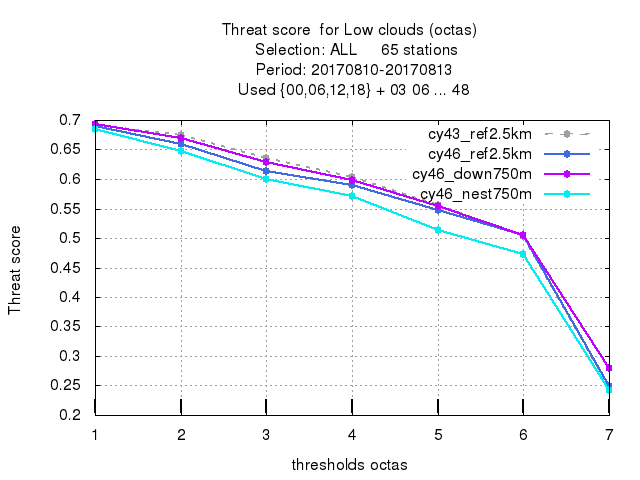 Threat score  for Low clouds (octas)
Selection: ALL     65 stations
Period: 20170810-20170813
Used {00,06,12,18} + 03 06 ... 48
0.7
0.65
0.6
0.55
0.5
0.45
0.4
0.35
0.3
0.25
0.2
Threat score
cy43_ref2.5km
cy46_ref2.5km
cy46_down750m
cy46_nest750m
1 2 3 4 5 6 7
thresholds octas